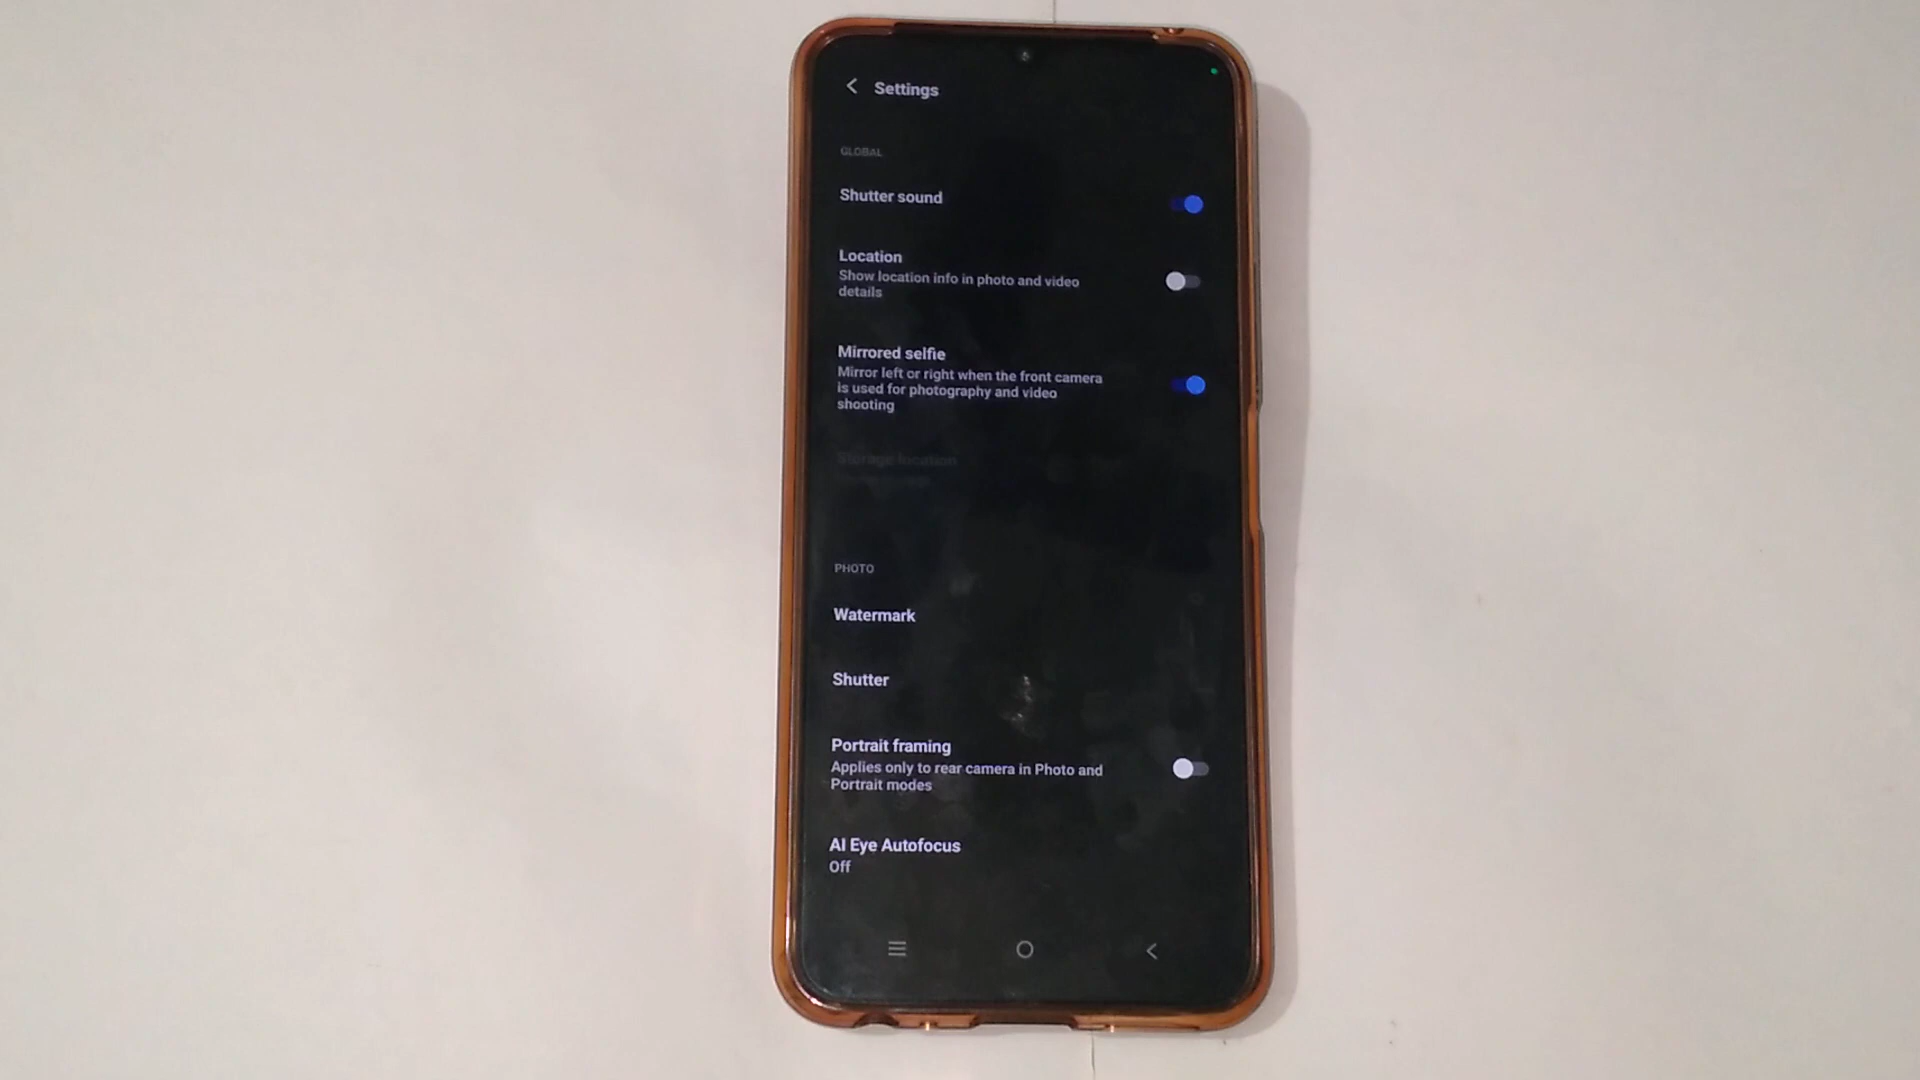 Settings
GLOBAL
Shutter sound
Location
Show location info in photo and video
details
Mirrored selfie
Mirror left or right when the front camera
is used for photography and video
shooting
Storage location
PHOTO
Watermark
Shutter
Portrait framing
Applies only to rear camera in Photo and
Portrait modes
AI Eye Autofocus
Off